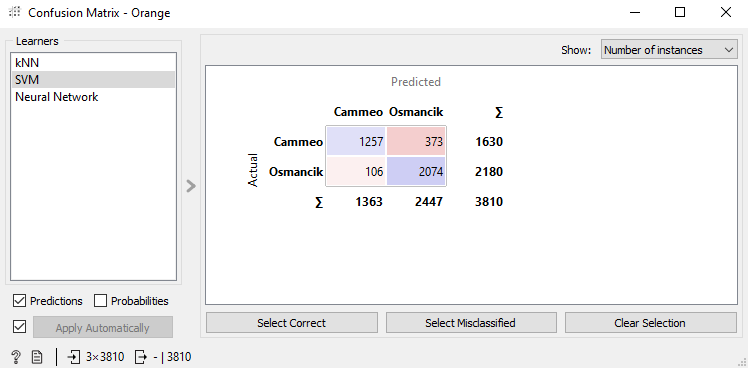 Confusion Matrix - Orange
Learners
kNN
SVM
Neural Network
Show: Number of instances
Predicted
Cammeo Osmancik ∑
Actual
Cammeo 1257 373 1630
Osmancik 106 2074 2180
∑ 1363 2447 3810
Predictions Probabilities
Apply Automatically
Select Correct Select Misclassified Clear Selection
? 3×3810 - | 3810